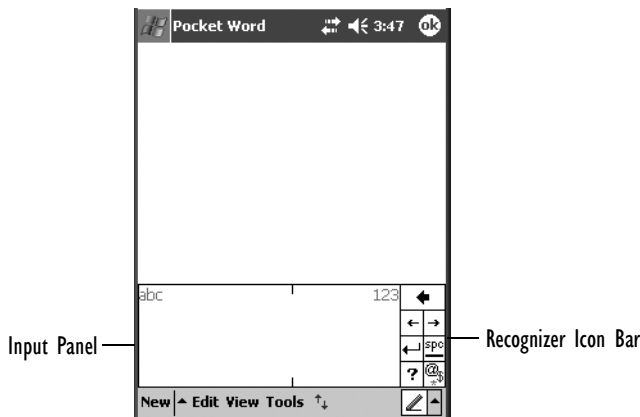 Pocket Word 3:47 ok
abc 123
spc
Input Panel
Recognizer Icon Bar
? @$*
New Edit View Tools